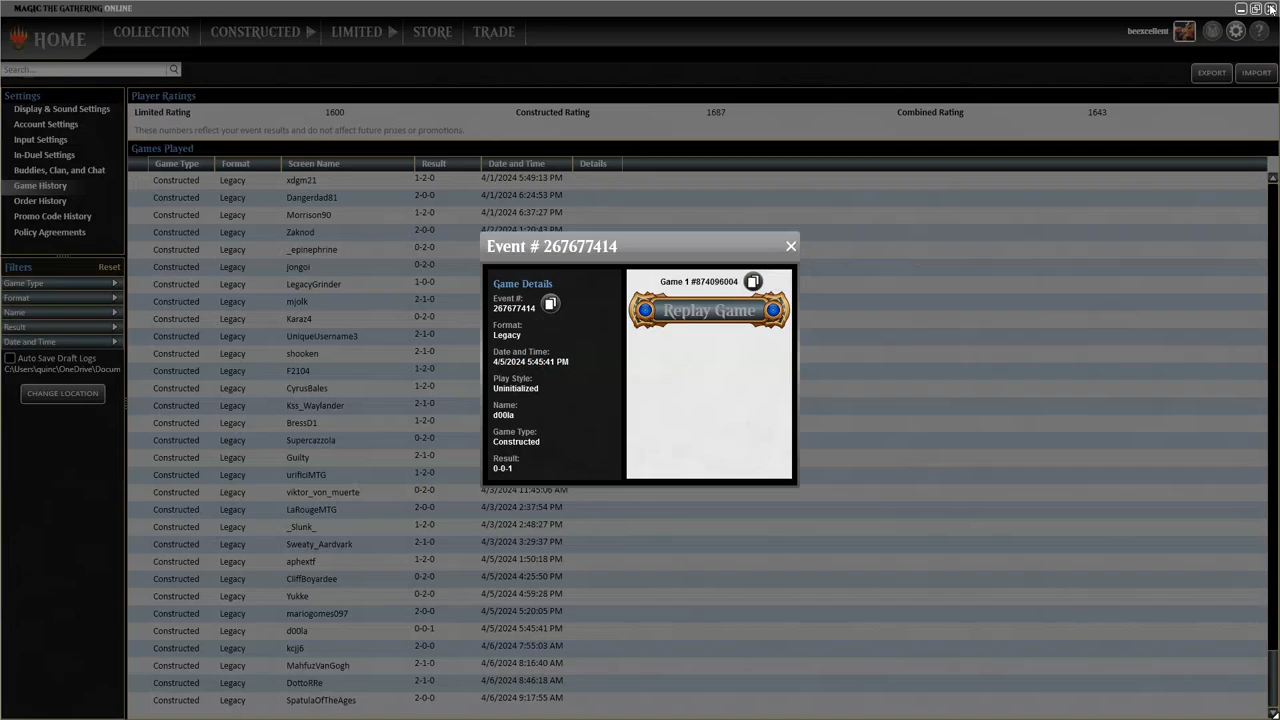 MAGIC THE GATHERING ONLINE
HOME COLLECTION CONSTRUCTED LIMITED STORE TRADE
beexcellent
Search...
EXPORT IMPORT
Settings
Display & Sound Settings
Account Settings
Input Settings
In-Duel Settings
Buddies, Clan, and Chat
Game History
Order History
Promo Code History
Policy Agreements
Filters Reset
Game Type
Format
Name
Result
Date and Time
Auto Save Draft Logs
C:\Users\quinc\OneDrive\Docum
CHANGE LOCATION
Player Ratings
Limited Rating 1600 Constructed Rating 1687 Combined Rating 1643
These numbers reflect your event results and do not affect future prizes or promotions.
Games Played
Game Type Format Screen Name Result Date and Time Details
Constructed Legacy xdgm21 1-2-0 4/1/2024 5:49:13 PM
Constructed Legacy Dangerdad81 2-0-0 4/1/2024 6:24:53 PM
Constructed Legacy Morrison90 1-2-0 4/1/2024 6:37:27 PM
Constructed Legacy Zaknod 2-0-0 4/2/2024 1:20:43 PM
Constructed Legacy _epinephrine 0-2-0
Constructed Legacy jongoi 0-2-0
Constructed Legacy LegacyGrinder 1-0-0
Constructed Legacy mjolk 2-1-0
Constructed Legacy Karaz4 0-2-0
Constructed Legacy UniqueUsername3 2-1-0
Constructed Legacy shooken 2-1-0
Constructed Legacy F2104 1-2-0
Constructed Legacy CyrusBales 1-2-0
Constructed Legacy Kss_Waylander 2-1-0
Constructed Legacy BressD1 1-2-0
Constructed Legacy Supercazzola 0-2-0
Constructed Legacy Guilty 2-1-0
Constructed Legacy urificiMTG 1-2-0
Constructed Legacy viktor_von_muerte 0-2-0 4/3/2024 11:45:06 AM
Constructed Legacy LaRougeMTG 2-0-0 4/3/2024 2:37:54 PM
Constructed Legacy _Slunk_ 1-2-0 4/3/2024 2:48:27 PM
Constructed Legacy Sweaty_Aardvark 2-1-0 4/3/2024 3:29:37 PM
Constructed Legacy aphextf 1-2-0 4/5/2024 1:50:18 PM
Constructed Legacy CliffBoyardee 0-2-0 4/5/2024 4:25:50 PM
Constructed Legacy Yukke 0-2-0 4/5/2024 4:59:28 PM
Constructed Legacy mariogomes097 2-0-0 4/5/2024 5:20:05 PM
Constructed Legacy d00la 0-0-1 4/5/2024 5:45:41 PM
Constructed Legacy kcjj6 2-0-0 4/6/2024 7:55:03 AM
Constructed Legacy MahfuzVanGogh 2-1-0 4/6/2024 8:16:40 AM
Constructed Legacy DottoRRe 2-1-0 4/6/2024 8:46:18 AM
Constructed Legacy SpatulaOfTheAges 2-0-0 4/6/2024 9:17:55 AM
Event # 267677414
Game Details
Event #:
267677414
Format:
Legacy
Date and Time:
4/5/2024 5:45:41 PM
Play Style:
Uninitialized
Name:
d00la
Game Type:
Constructed
Result:
0-0-1
Game 1 #874096004
Replay Game